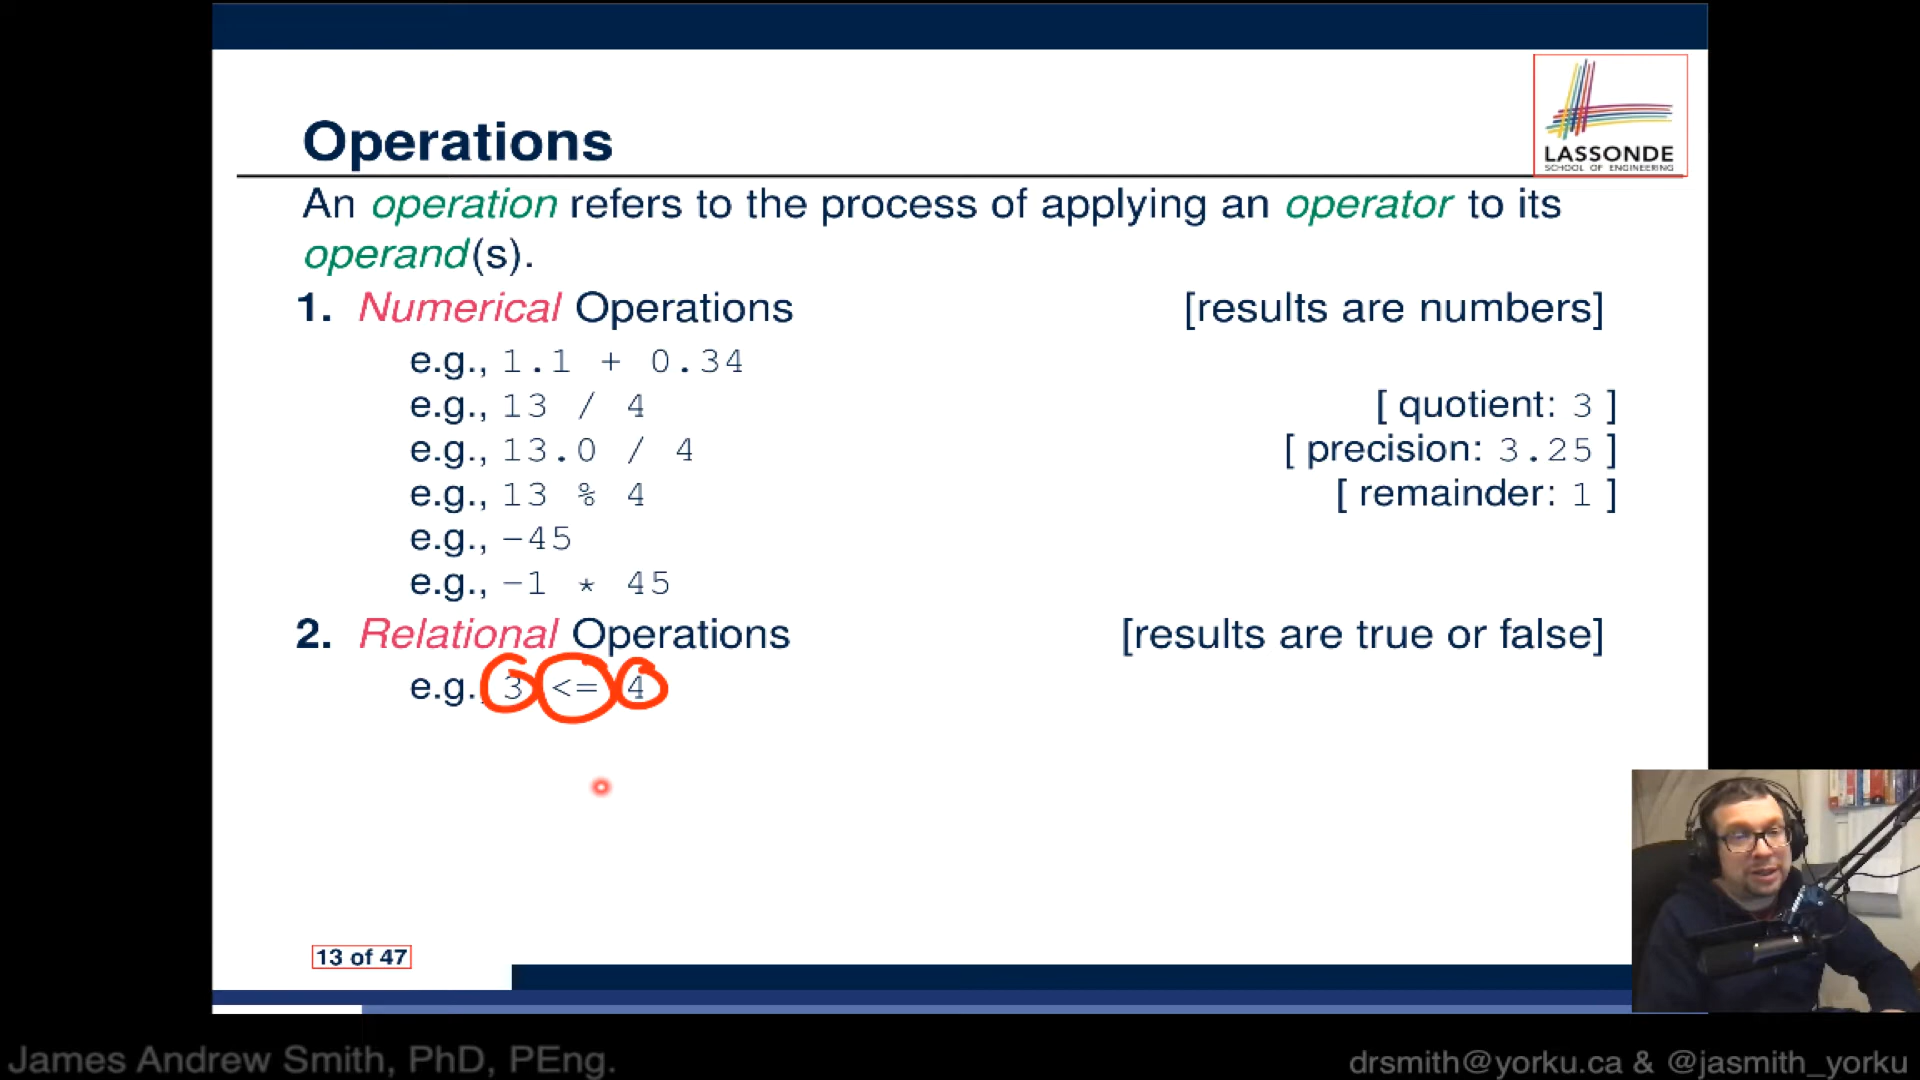 LASSONDE
SCHOOL OF ENGINEERING
Operations
An operation refers to the process of applying an operator to its
operand(s).
1. Numerical Operations [results are numbers]
e.g., 1.1 + 0.34
e.g., 13 / 4 [ quotient: 3 ]
e.g., 13.0 / 4 [ precision: 3.25 ]
e.g., 13 % 4 [ remainder: 1 ]
e.g., -45
e.g., -1 * 45
2. Relational Operations [results are true or false]
e.g., 3 <= 4
13 of 47
James Andrew Smith, PhD, PEng.
drsmith@yorku.ca & @jasmith_yorku